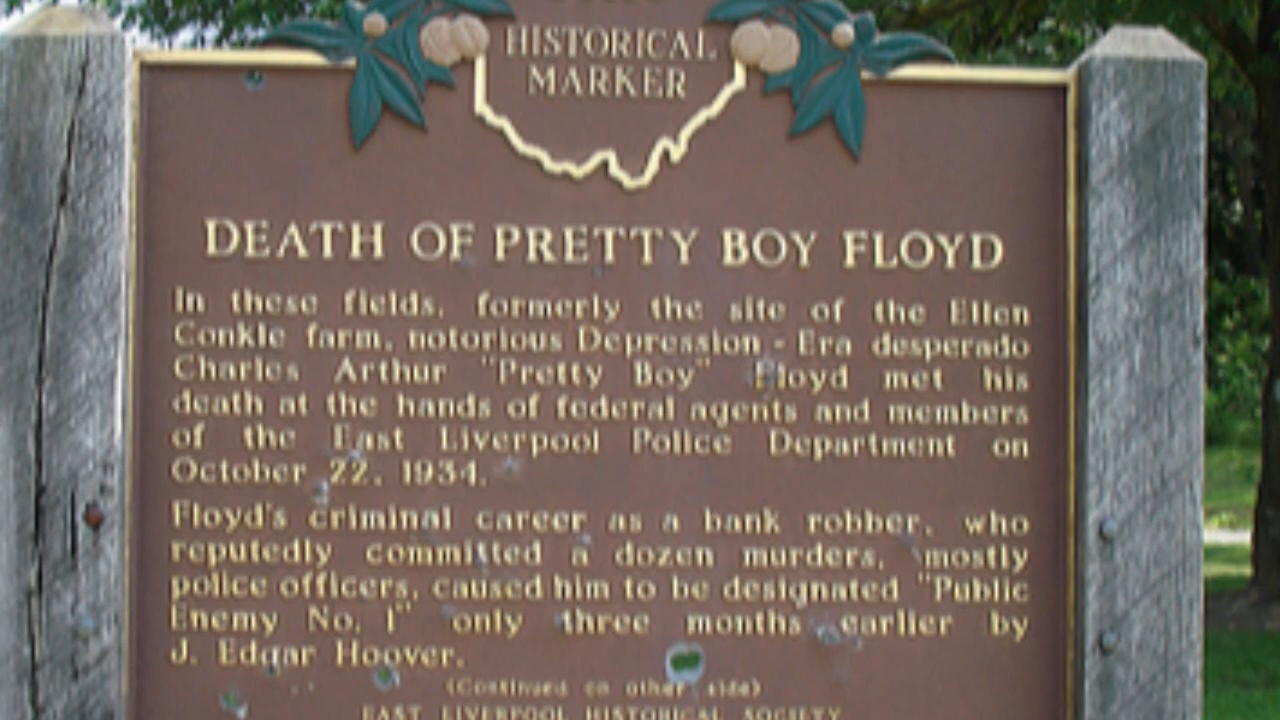 HISTORICAL
MARKER
DEATH OF PRETTY BOY FLOYD
In these fields, formerly the site of the Ellen
Conkle farm, notorious Depression - Era desperado
Charles Arthur "Pretty Boy" Floyd met his
death at the hands of federal agents and members
of the East Liverpool Police Department on
October 22, 1934.
Floyd's criminal career as a bank robber, who
reputedly committed a dozen murders, mostly
police officers, caused him to be designated "Public
Enemy No. 1" only three months earlier by
J. Edgar Hoover.
(Continued on other side)
EAST LIVERPOOL HISTORICAL SOCIETY